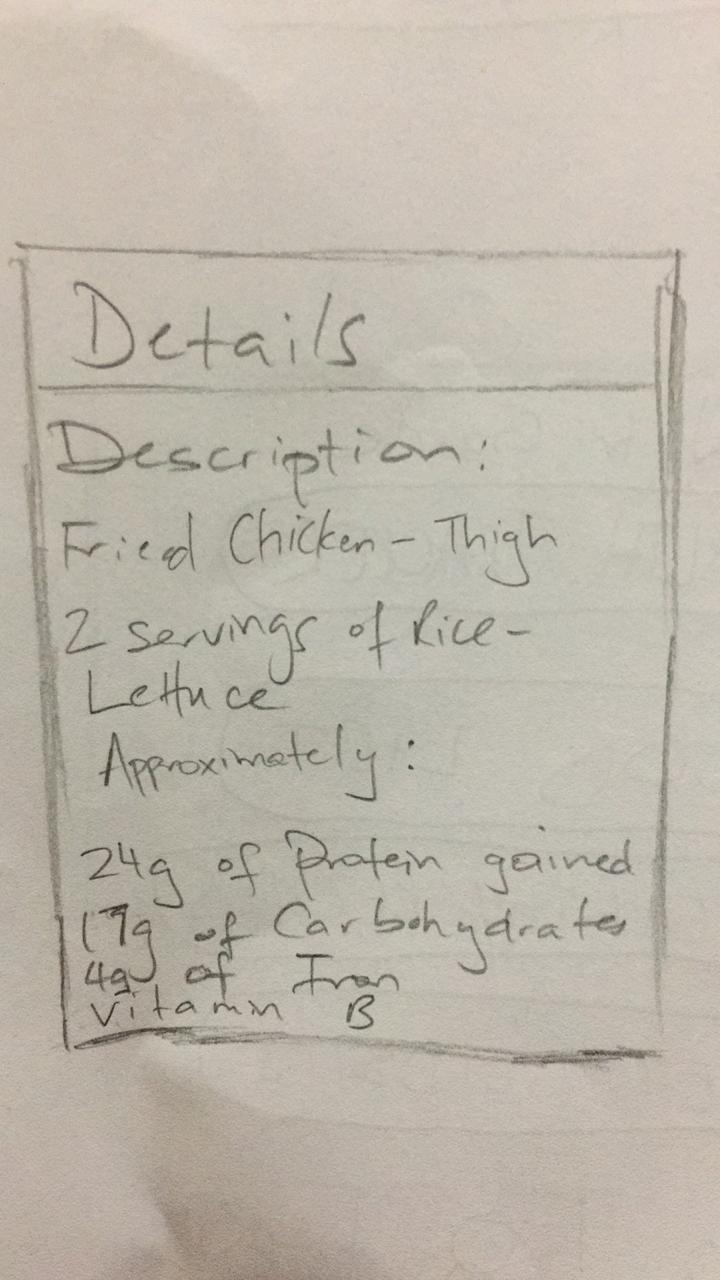 Details
Description:
Fried Chicken - Thigh
2 servings of Rice -
Lettuce
Approximately:
24g of Protein gained
17g of Carbohydrates
4g of Iron
Vitamin B